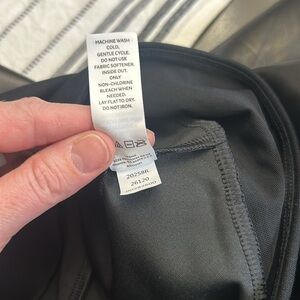 MACHINE WASH
COLD,
GENTLE CYCLE.
DO NOT USE
FABRIC SOFTENER.
INSIDE OUT.
ONLY
NON-CHLORINE
BLEACH WHEN
NEEDED.
LAY FLAT TO DRY.
DO NOT IRON.
2025BR
26120